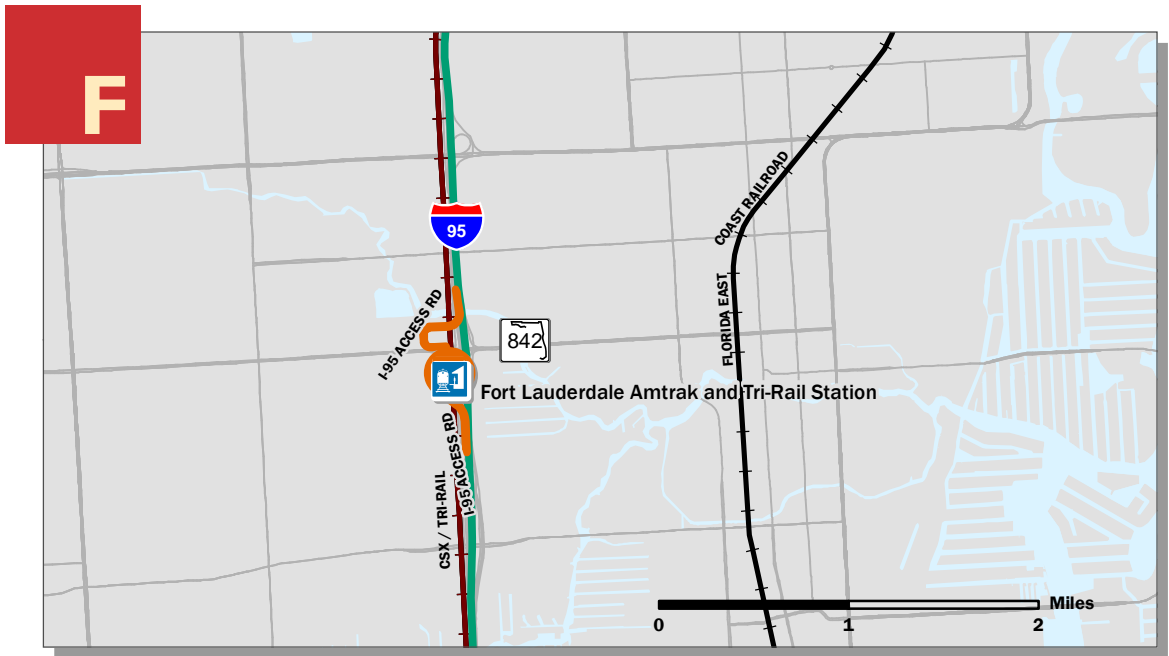 F
COAST RAILROAD
95
FLORIDA EAST
I-95 ACCESS RD
842
Fort Lauderdale Amtrak and Tri-Rail Station
I-95 ACCESS RD
CSX / TRI-RAIL
Miles
0 1 2